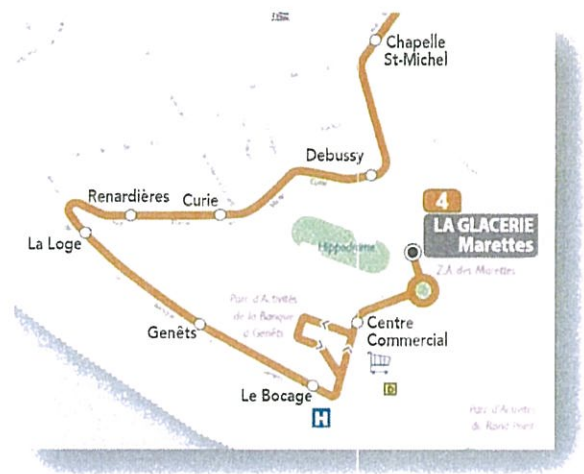 Chapelle
St-Michel
Debussy
Curie
Renardières
Curie
La Loge
4
LA GLACERIE
Marettes
Hippodrome
Z.A des Marettes
Parc d'Activités
de la Banque
à Genêts
Centre
Commercial
Genêts
Le Bocage
H
Parc d'Activités
du Rond Point